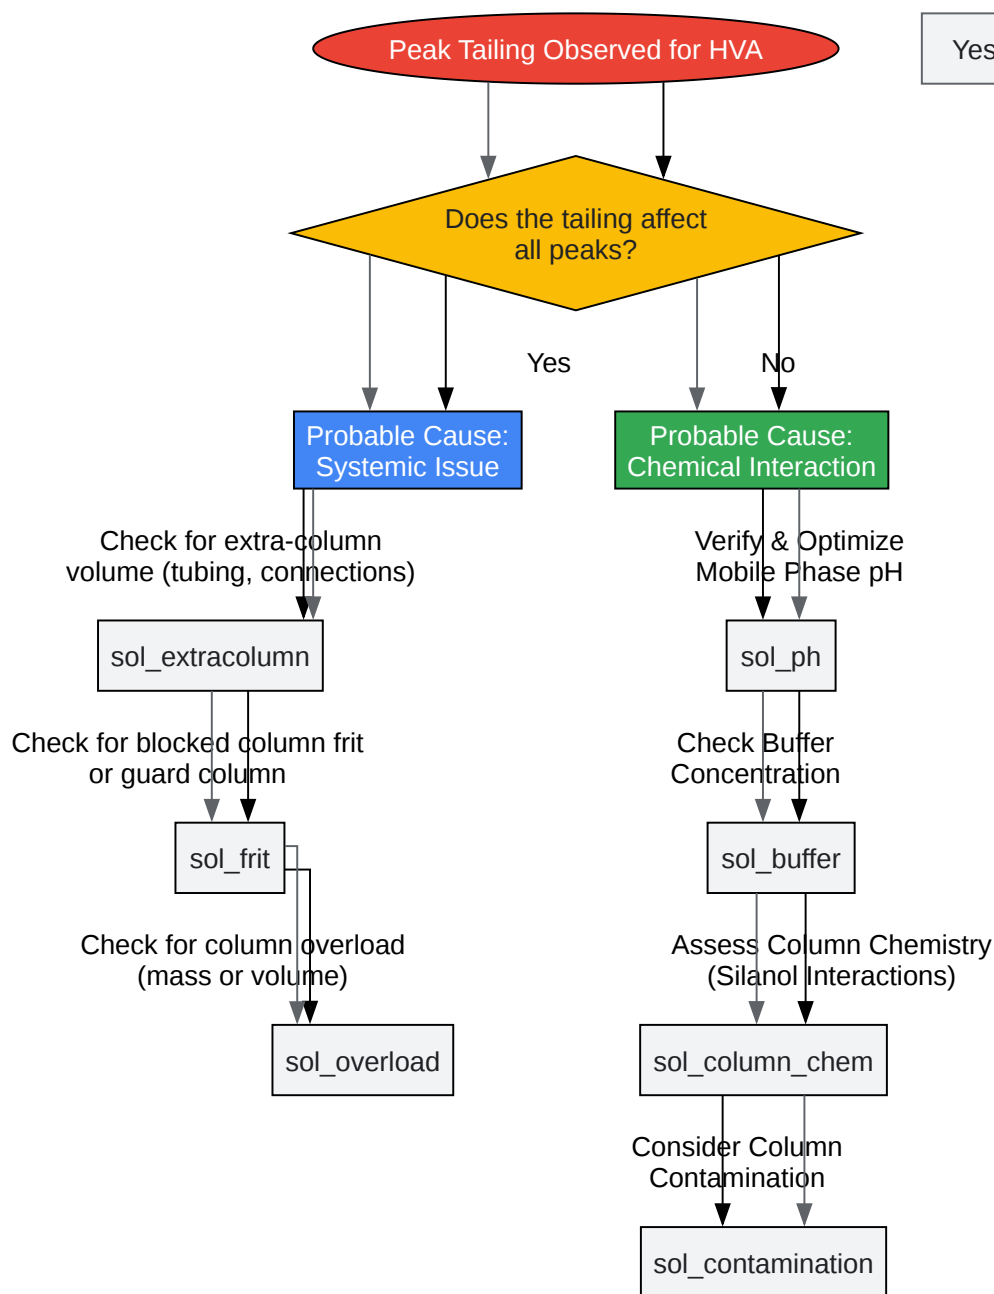 Peak Tailing Observed for HVA
Yes
Does the tailing affect
all peaks?
Yes
No
Probable Cause:
Systemic Issue
Probable Cause:
Chemical Interaction
Check for extra-column
volume (tubing, connections)
Verify & Optimize
Mobile Phase pH
sol_extracolumn
sol_ph
Check for blocked column frit
or guard column
Check Buffer
Concentration
sol_frit
sol_buffer
Check for column overload
(mass or volume)
Assess Column Chemistry
(Silanol Interactions)
sol_overload
sol_column_chem
Consider Column
Contamination
sol_contamination